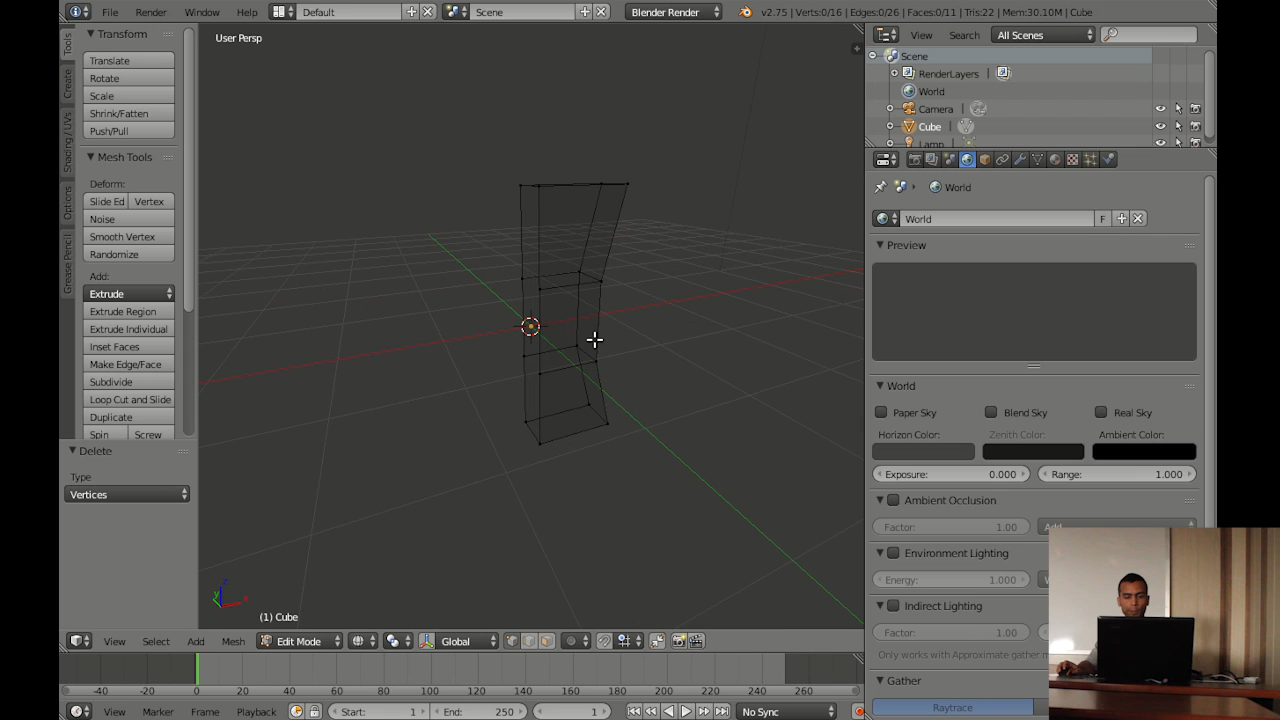 File Render Window Help Default Scene Blender Render v2.75 | Verts:0/16 | Edges:0/26 | Faces:0/11 | Tris:22 | Mem:30.10M | Cube
Tools
Create
Shading / UVs
Options
Grease Pencil
Transform
Translate
Rotate
Scale
Shrink/Fatten
Push/Pull
Mesh Tools
Deform:
Slide Ed Vertex
Noise
Smooth Vertex
Randomize
Add:
Extrude
Extrude Region
Extrude Individual
Inset Faces
Make Edge/Face
Subdivide
Loop Cut and Slide
Duplicate
Spin Screw
Delete
Type
Vertices
User Persp
(1) Cube
View Search All Scenes
Scene
RenderLayers
World
Camera
Cube
Lamp
World
World F
Preview
World
Paper Sky Blend Sky Real Sky
Horizon Color: Zenith Color: Ambient Color:
Exposure: 0.000 Range: 1.000
Ambient Occlusion
Factor: 1.00 Add
Environment Lighting
Energy: 1.000
Indirect Lighting
Factor: 1.00
Only works with Approximate gather
Gather
Raytrace
View Select Add Mesh Edit Mode Global
-40 -20 0 20 40 60 80 100 120 140 160 180 200 220 240 260
View Marker Frame Playback Start: 1 End: 250 1 No Sync